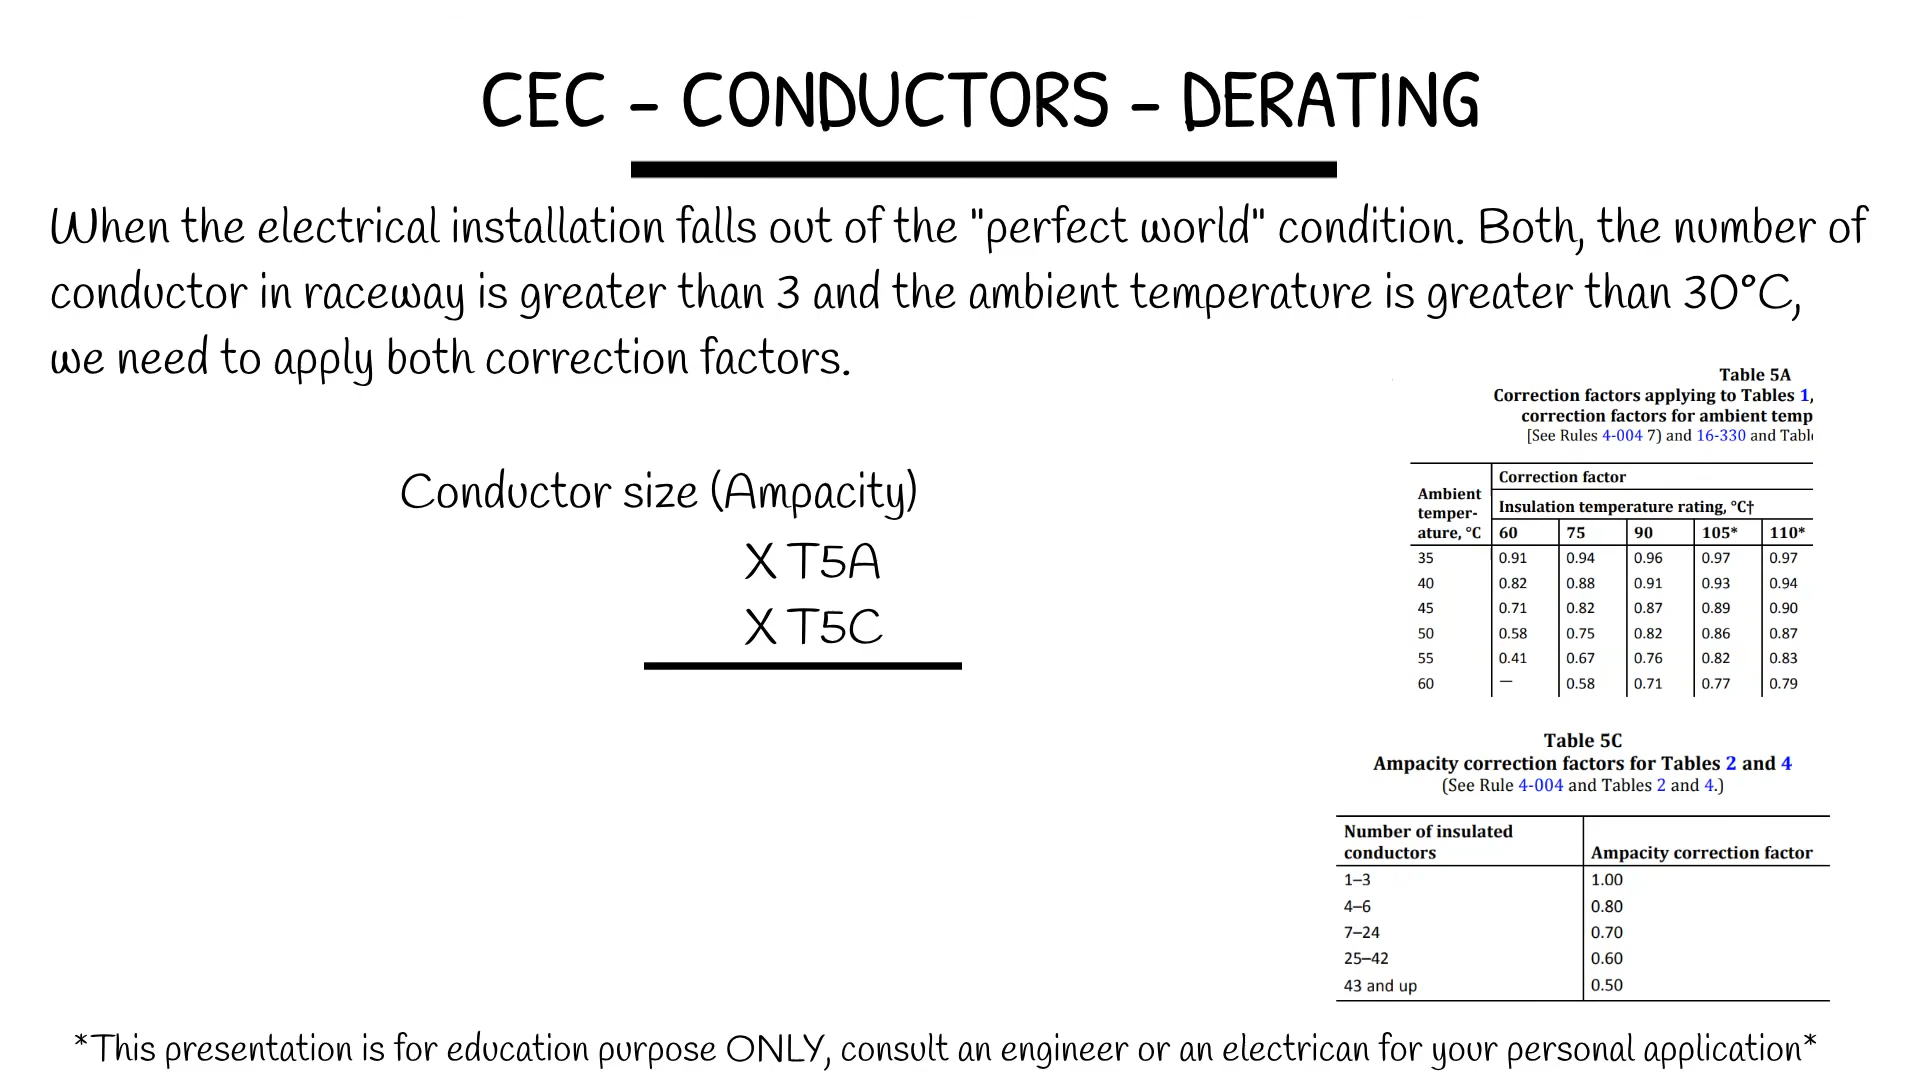 CEC - CONDUCTORS - DERATING
When the electrical installation falls out of the "perfect world" condition. Both, the number of
conductor in raceway is greater than 3 and the ambient temperature is greater than 30°C,
we need to apply both correction factors.
Conductor size (Ampacity)
X T5A
X T5C
Table 5A
Correction factors applying to Tables 1,
correction factors for ambient temp
[See Rules 4-004 7) and 16-330 and Table
Correction factor
Ambient temper-ature, °C
Insulation temperature rating, °C†
60 75 90 105* 110*
35 0.91 0.94 0.96 0.97 0.97
40 0.82 0.88 0.91 0.93 0.94
45 0.71 0.82 0.87 0.89 0.90
50 0.58 0.75 0.82 0.86 0.87
55 0.41 0.67 0.76 0.82 0.83
60 — 0.58 0.71 0.77 0.79
Table 5C
Ampacity correction factors for Tables 2 and 4
(See Rule 4-004 and Tables 2 and 4.)
Number of insulated
conductors Ampacity correction factor
1–3 1.00
4–6 0.80
7–24 0.70
25–42 0.60
43 and up 0.50
*This presentation is for education purpose ONLY, consult an engineer or an electrican for your personal application*